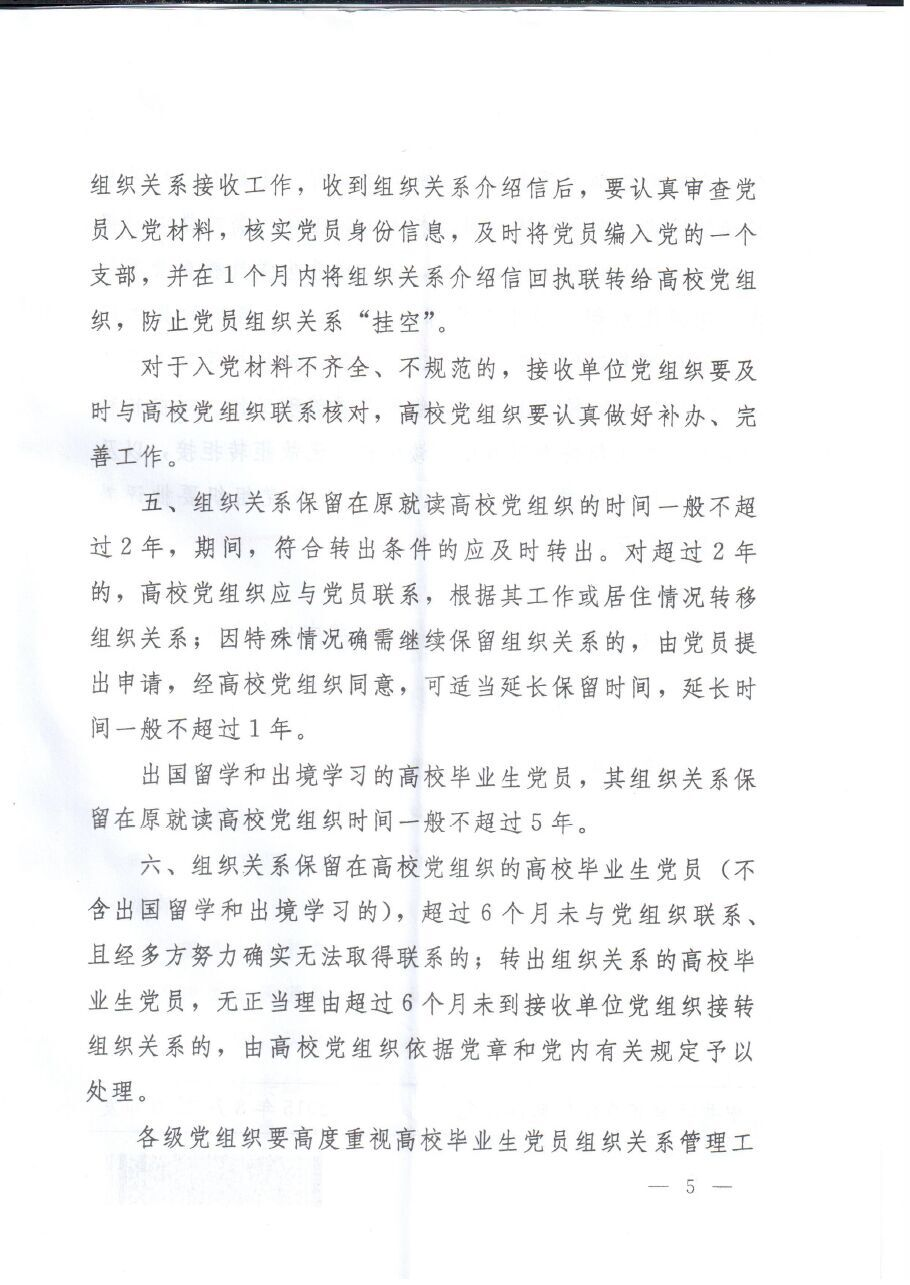 组织关系接收工作，收到组织关系介绍信后，要认真审查党
员入党材料，核实党员身份信息，及时将党员编入党的一个
支部，并在1个月内将组织关系介绍信回执联转给高校党组
织，防止党员组织关系“挂空”。
对于入党材料不齐全、不规范的，接收单位党组织要及
时与高校党组织联系核对，高校党组织要认真做好补办、完
善工作。
五、组织关系保留在原就读高校党组织的时间一般不超
过2年，期间，符合转出条件的应及时转出。对超过2年
的，高校党组织应与党员联系，根据其工作或居住情况转移
组织关系；因特殊情况确需继续保留组织关系的，由党员提
出申请，经高校党组织同意，可适当延长保留时间，延长时
间一般不超过1年。
出国留学和出境学习的高校毕业生党员，其组织关系保
留在原就读高校党组织时间一般不超过5年。
六、组织关系保留在高校党组织的高校毕业生党员（不
含出国留学和出境学习的），超过6个月未与党组织联系、
且经多方努力确实无法取得联系的；转出组织关系的高校毕
业生党员，无正当理由超过6个月未到接收单位党组织接转
组织关系的，由高校党组织依据党章和党内有关规定予以
处理。
各级党组织要高度重视高校毕业生党员组织关系管理工
— 5 —